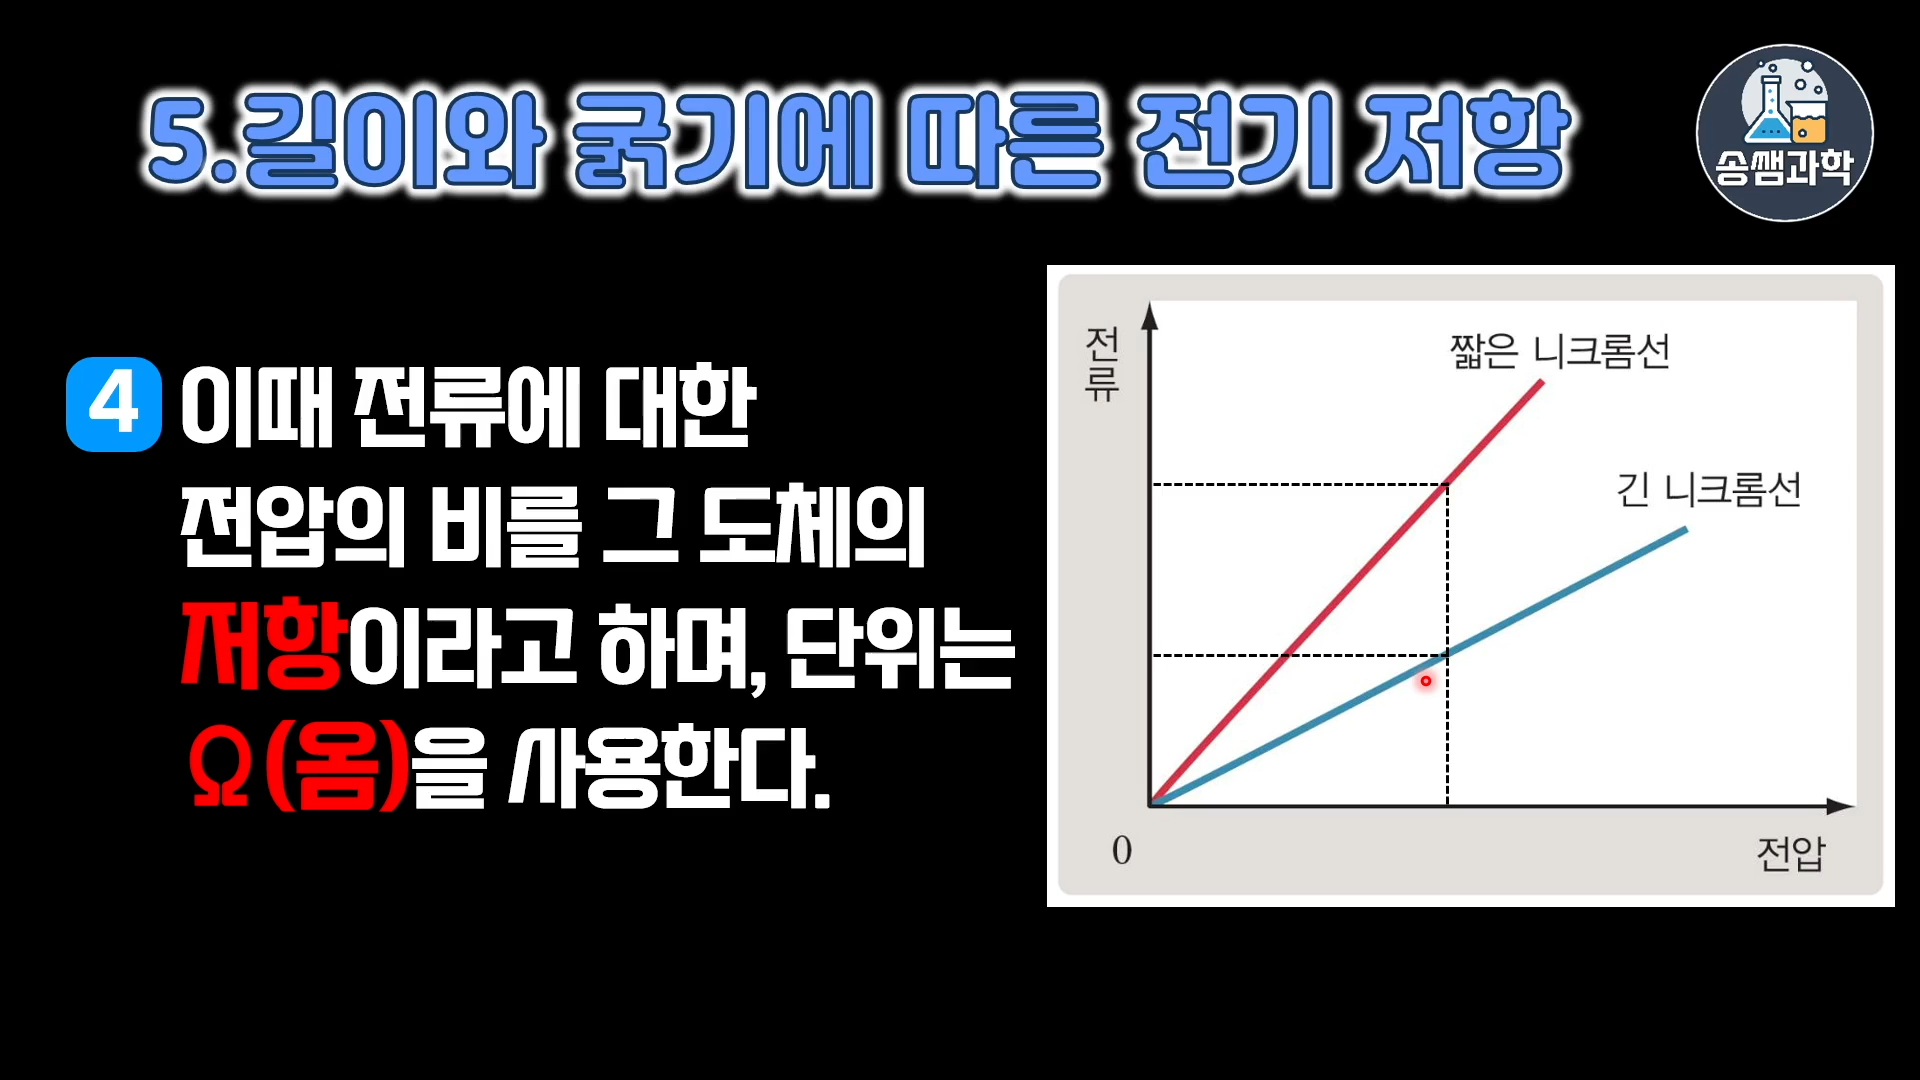 5.길이와 굵기에 따른 전기 저항
송쌤과학
4 이때 전류에 대한
전압의 비를 그 도체의
저항이라고 하며, 단위는
Ω(옴)을 사용한다.
전류
짧은 니크롬선
긴 니크롬선
0
전압